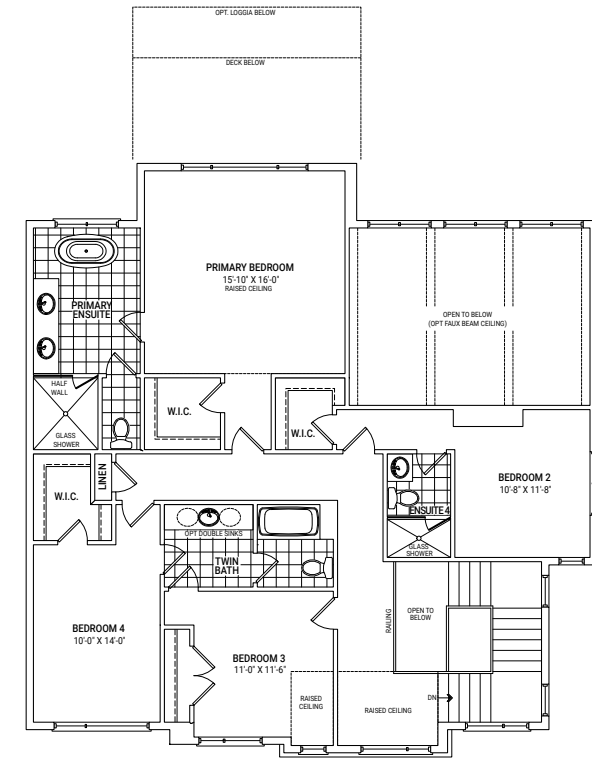 OPT. LOGGIA BELOW
DECK BELOW
PRIMARY BEDROOM
15'-10" X 16'-0"
RAISED CEILING
PRIMARY
ENSUITE
OPEN TO BELOW
(OPT FAUX BEAM CEILING)
HALF
WALL
GLASS
SHOWER
W.I.C.
W.I.C.
W.I.C.
LINEN
BEDROOM 2
10'-8" X 11'-8"
ENSUITE 4
GLASS
SHOWER
OPT DOUBLE SINKS
TWIN
BATH
BEDROOM 4
10'-0" X 14'-0"
BEDROOM 3
11'-0" X 11'-6"
RAILING
OPEN TO
BELOW
RAISED
CEILING
RAISED CEILING
DN